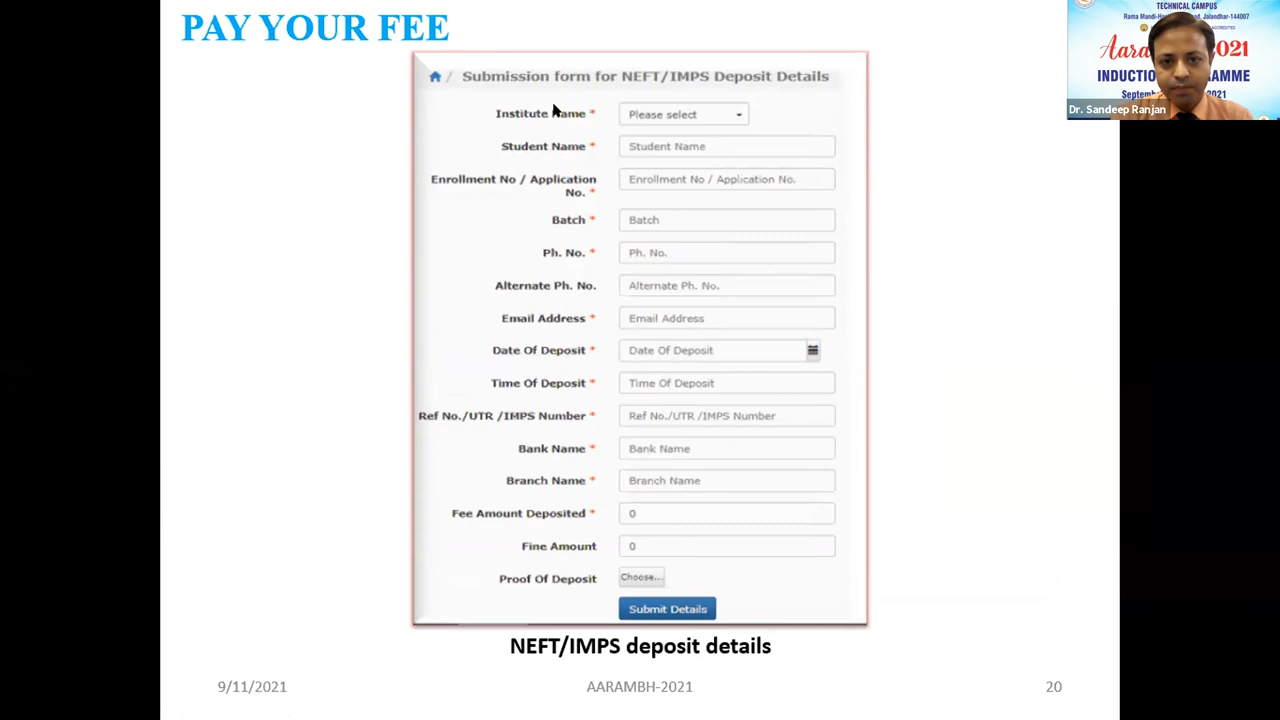 PAY YOUR FEE
TECHNICAL CAMPUS
Jalandhar-144007
2021
Dr. Sandeep Ranjan
/ Submission form for NEFT/IMPS Deposit Details
Institute Name * Please select
Student Name * Student Name
Enrollment No / Application No. * Enrollment No / Application No.
Batch * Batch
Ph. No. * Ph. No.
Alternate Ph. No. Alternate Ph. No.
Email Address * Email Address
Date Of Deposit * Date Of Deposit
Time Of Deposit * Time Of Deposit
Ref No./UTR /IMPS Number * Ref No./UTR /IMPS Number
Bank Name * Bank Name
Branch Name * Branch Name
Fee Amount Deposited * 0
Fine Amount 0
Proof Of Deposit Choose...
Submit Details
NEFT/IMPS deposit details
9/11/2021 AARAMBH-2021 20